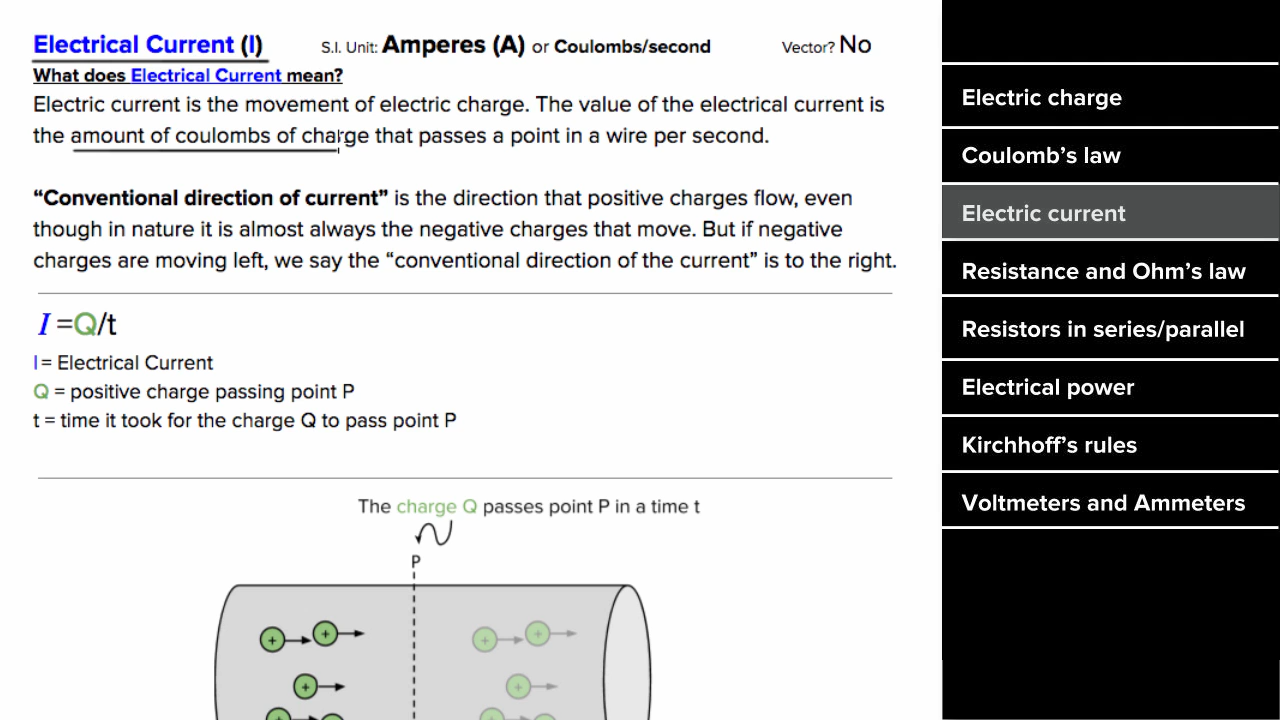 Electrical Current (I) S.I. Unit: Amperes (A) or Coulombs/second Vector? No
What does Electrical Current mean?
Electric current is the movement of electric charge. The value of the electrical current is
the amount of coulombs of charge that passes a point in a wire per second.
“Conventional direction of current” is the direction that positive charges flow, even
though in nature it is almost always the negative charges that move. But if negative
charges are moving left, we say the “conventional direction of the current” is to the right.
I =Q/t
I = Electrical Current
Q = positive charge passing point P
t = time it took for the charge Q to pass point P
The charge Q passes point P in a time t
P
+ + + +
+ +
+ + + +
Electric charge
Coulomb’s law
Electric current
Resistance and Ohm’s law
Resistors in series/parallel
Electrical power
Kirchhoff’s rules
Voltmeters and Ammeters